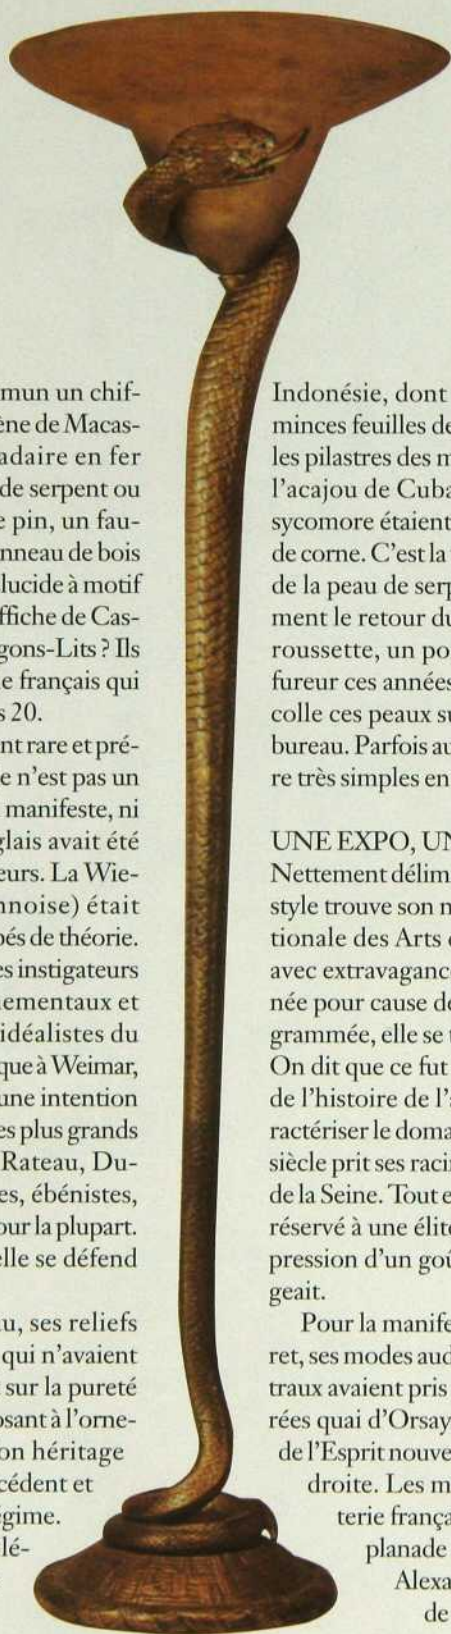 mun un chif-
ène de Macas-
adaire en fer
de serpent ou
e pin, un fau-
nneau de bois
lucide à motif
ffiche de Cas-
gons-Lits ? Ils
e français qui
s 20.
nt rare et pré-
e n'est pas un
manifeste, ni
glais avait été
eurs. La Wie-
nnoise) était
bés de théorie.
es instigateurs
nementaux et
idéalistes du
que à Weimar,
une intention
es plus grands
Rateau, Du-
es, ébénistes,
our la plupart.
elle se défend
u, ses reliefs
qui n'avaient
sur la pureté
osant à l'orne-
on héritage
cédent et
égime.
lé-
Indonésie, dont
minces feuilles de
les pilastres des m
l'acajou de Cuba
sycomore étaient
de corne. C'est la
de la peau de serp
ment le retour du
roussette, un po
fureur ces années
colle ces peaux su
bureau. Parfois au
re très simples en
UNE EXPO, UN
Nettement délim
style trouve son n
tionale des Arts
avec extravaganc
née pour cause de
grammée, elle se t
On dit que ce fut
de l'histoire de l'a
ractériser le doma
siècle prit ses racin
de la Seine. Tout e
réservé à une élite
pression d'un goû
geait.
Pour la manife
ret, ses modes aud
traux avaient pris
rées quai d'Orsay
de l'Esprit nouve
droite. Les m
terie frança
planade
Alexa
de